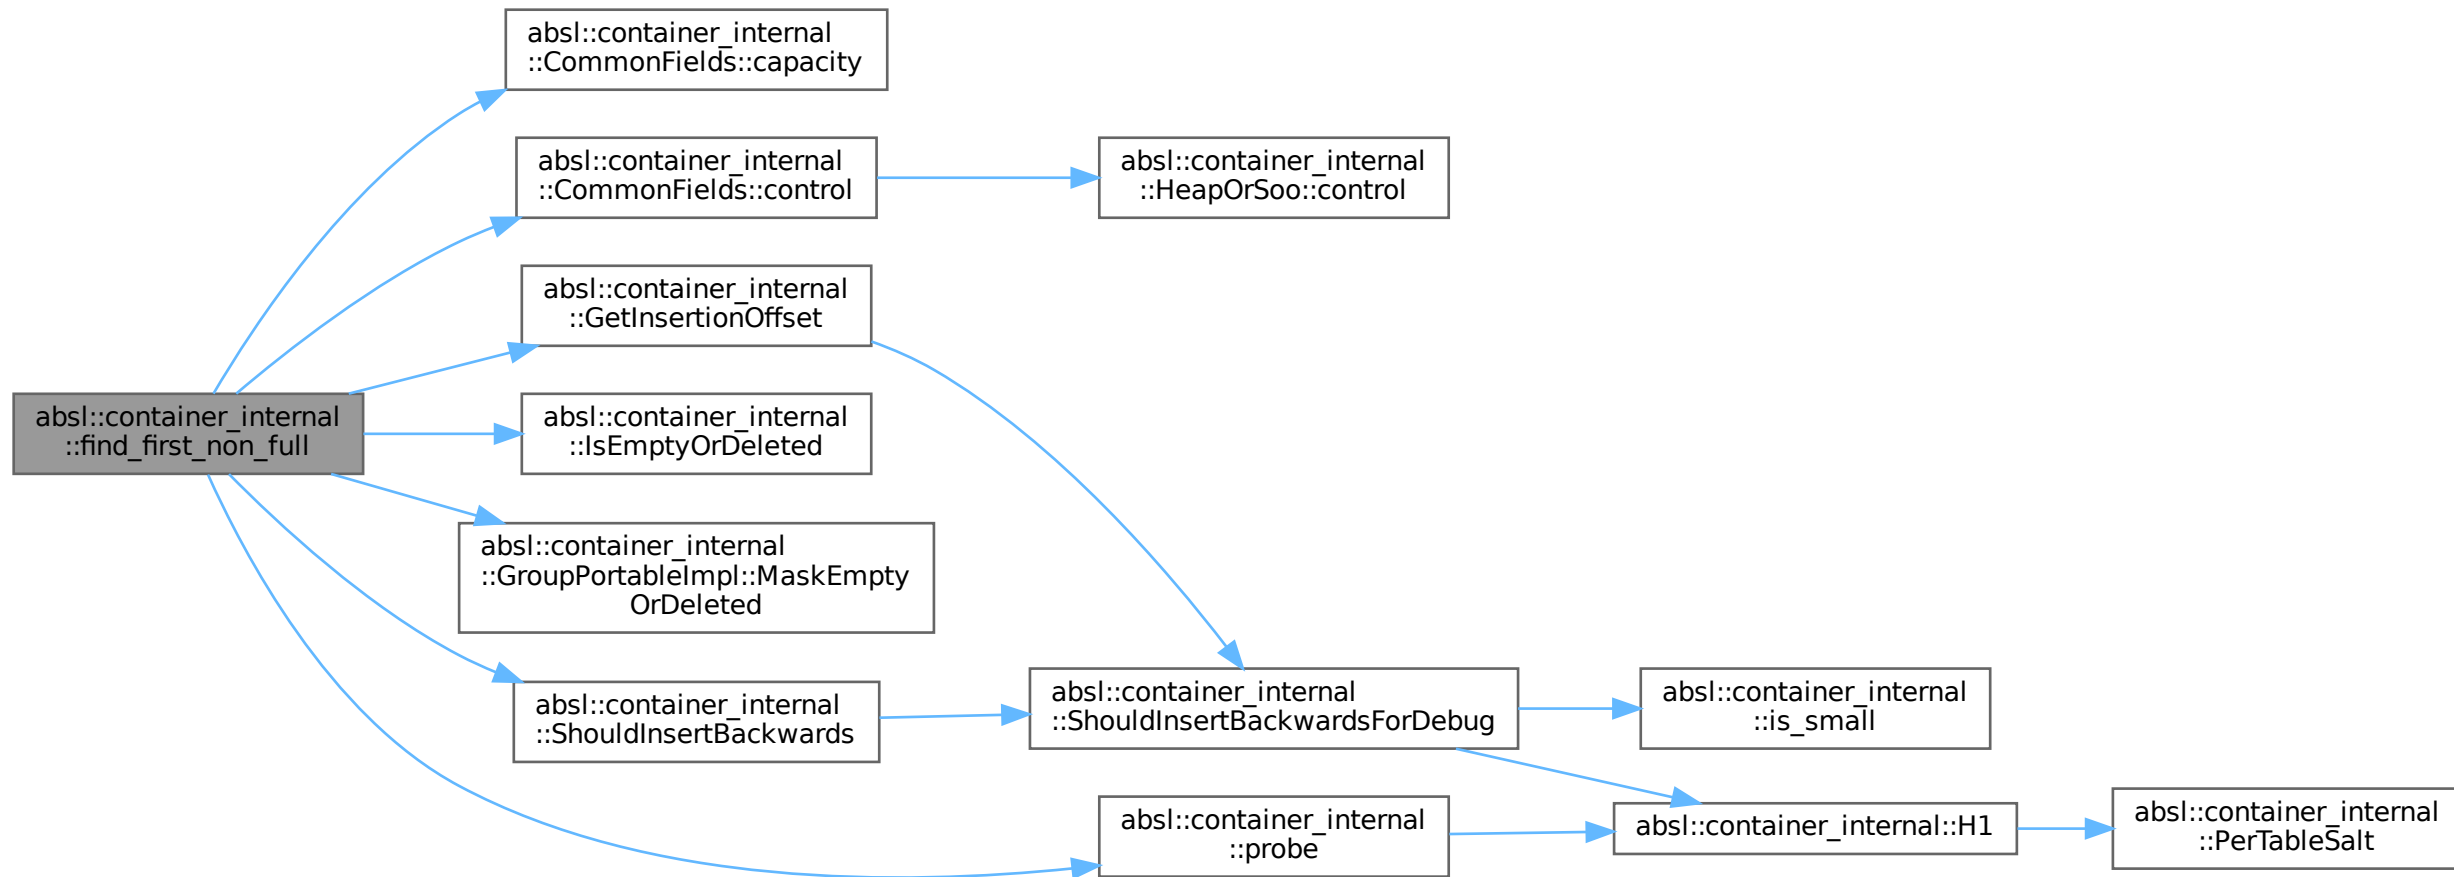 absl::container_internal
::CommonFields::capacity
absl::container_internal
::CommonFields::control
absl::container_internal
::HeapOrSoo::control
absl::container_internal
::GetInsertionOffset
absl::container_internal
::find_first_non_full
absl::container_internal
::IsEmptyOrDeleted
absl::container_internal
::GroupPortableImpl::MaskEmpty
OrDeleted
absl::container_internal
::ShouldInsertBackwards
absl::container_internal
::ShouldInsertBackwardsForDebug
absl::container_internal
::is_small
absl::container_internal
::probe
absl::container_internal::H1
absl::container_internal
::PerTableSalt